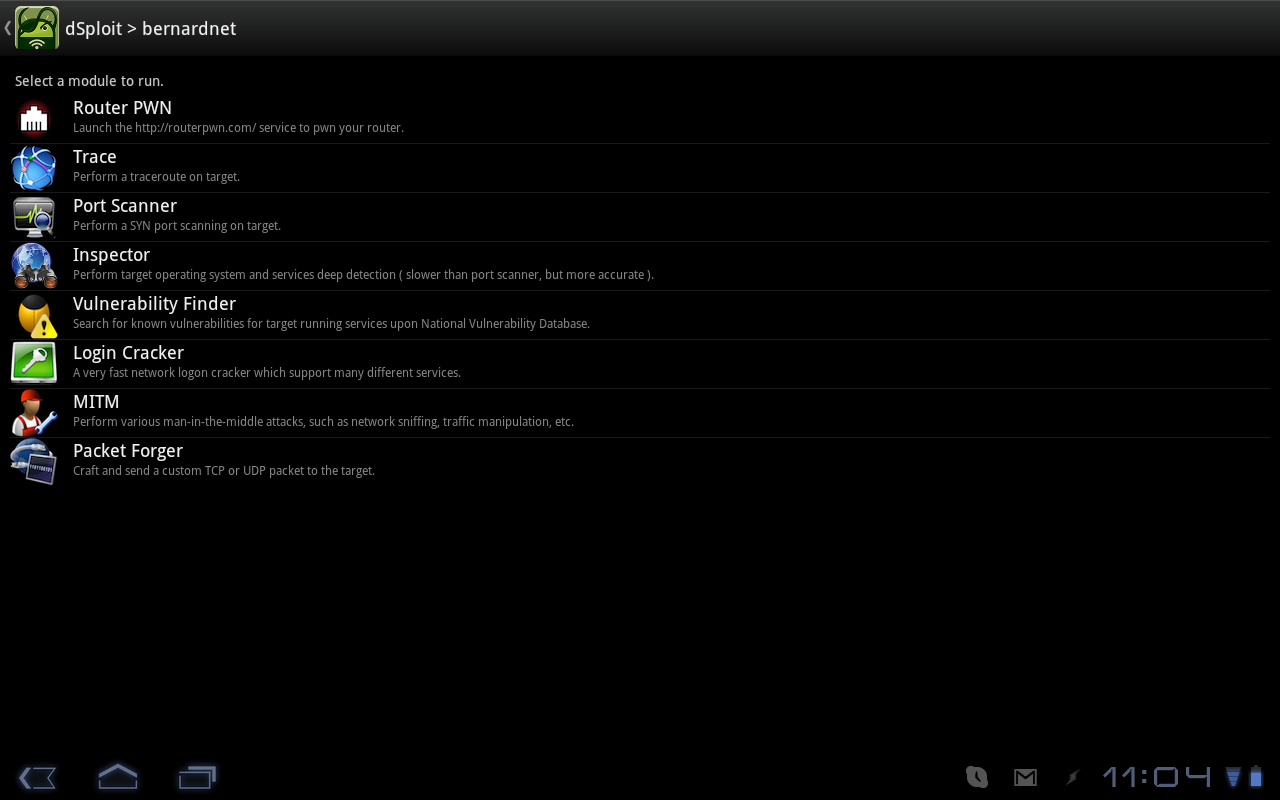 dSploit > bernardnet
Select a module to run.
Router PWN
Launch the http://routerpwn.com/ service to pwn your router.
Trace
Perform a traceroute on target.
Port Scanner
Perform a SYN port scanning on target.
Inspector
Perform target operating system and services deep detection ( slower than port scanner, but more accurate ).
Vulnerability Finder
Search for known vulnerabilities for target running services upon National Vulnerability Database.
Login Cracker
A very fast network logon cracker which support many different services.
MITM
Perform various man-in-the-middle attacks, such as network sniffing, traffic manipulation, etc.
Packet Forger
Craft and send a custom TCP or UDP packet to the target.
11:04